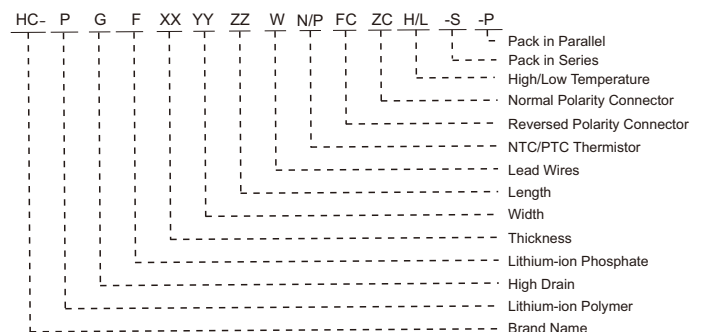 HC- P G F XX YY ZZ W N/P FC ZC H/L -S -P
Pack in Parallel
Pack in Series
High/Low Temperature
Normal Polarity Connector
Reversed Polarity Connector
NTC/PTC Thermistor
Lead Wires
Length
Width
Thickness
Lithium-ion Phosphate
High Drain
Lithium-ion Polymer
Brand Name